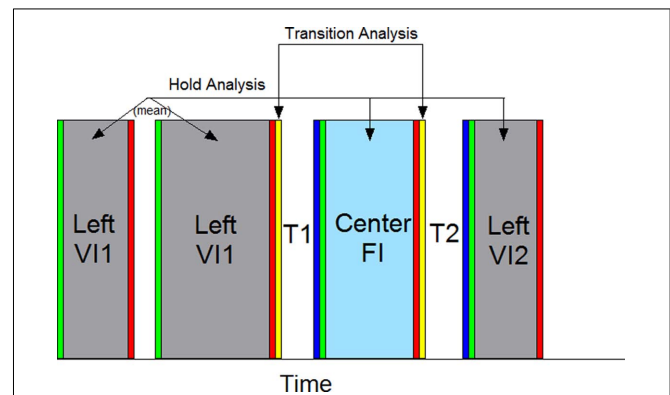 Transition Analysis
Hold Analysis
(mean)
Left
VI1
Left
VI1
T1
Center
FI
T2
Left
VI2
Time